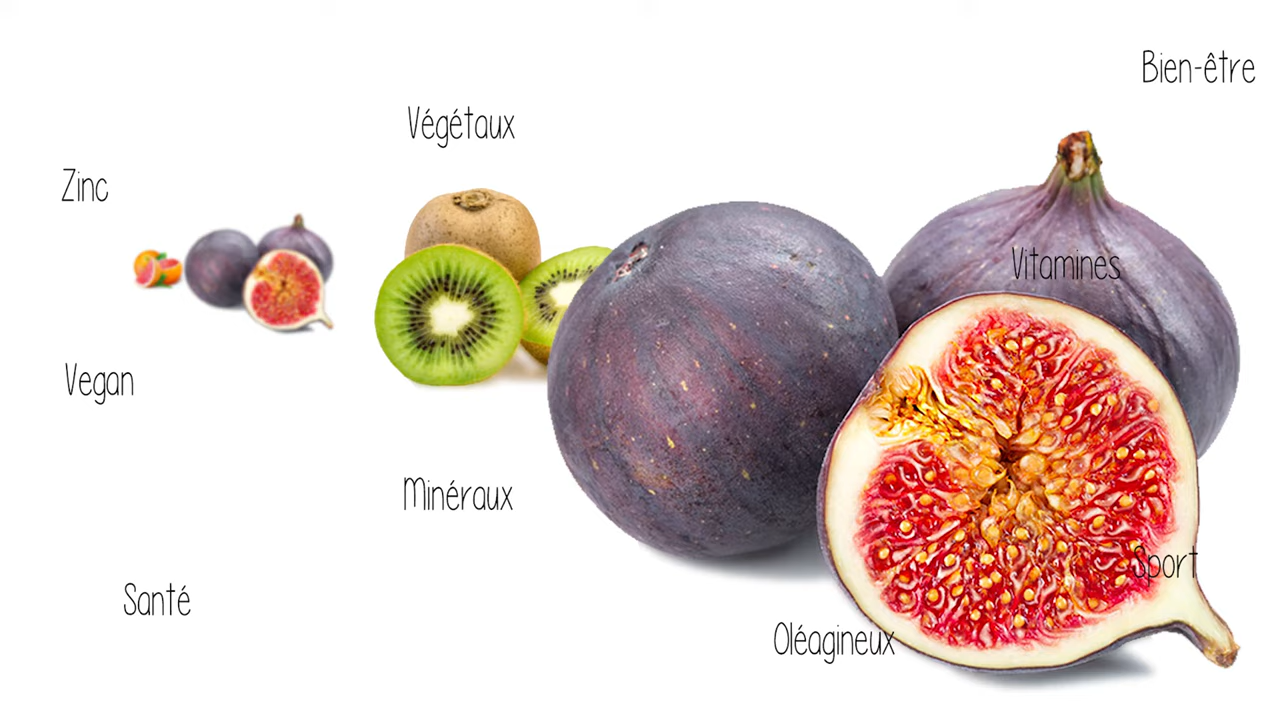 Bien-être
Végétaux
Zinc
Vitamines
Vegan
Minéraux
Sport
Santé
Oléagineux